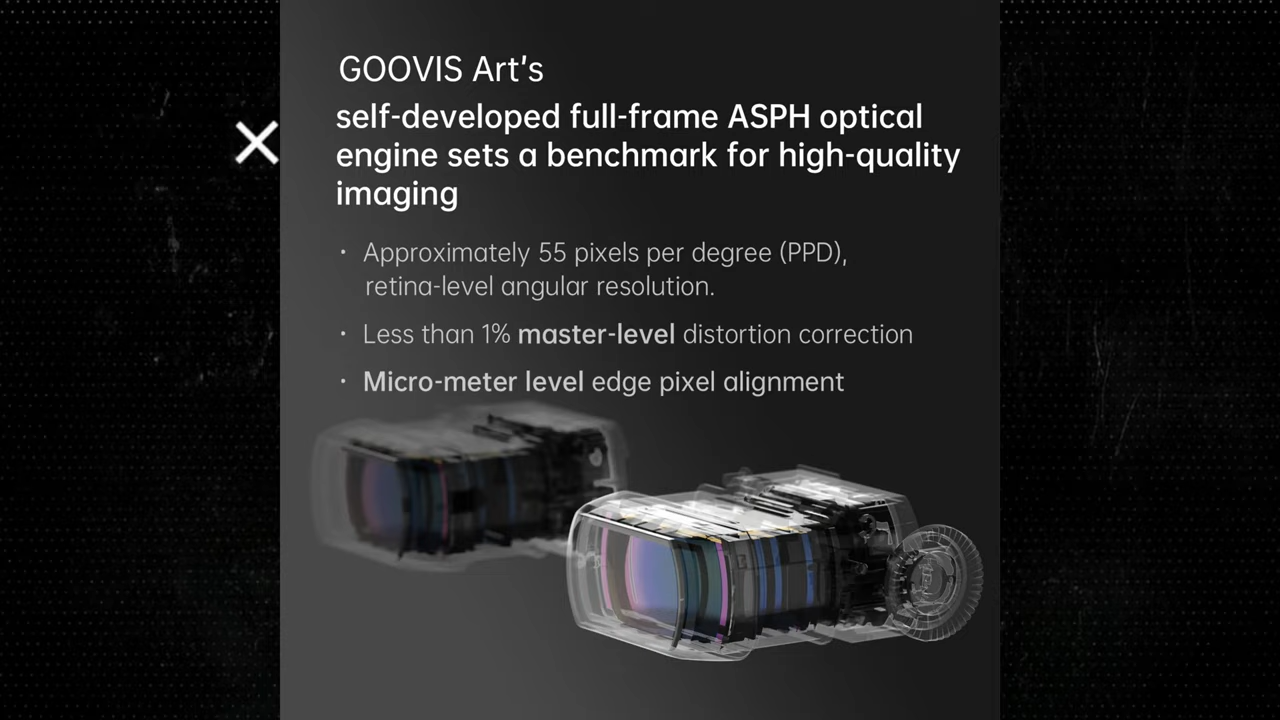 GOOVIS Art's
self-developed full-frame ASPH optical
engine sets a benchmark for high-quality
imaging
· Approximately 55 pixels per degree (PPD),
retina-level angular resolution.
· Less than 1% master-level distortion correction
· Micro-meter level edge pixel alignment